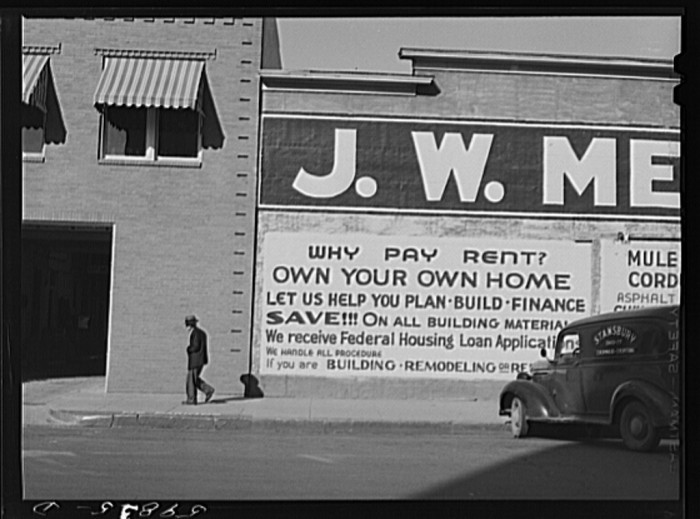 J. W. ME
WHY PAY RENT?
OWN YOUR OWN HOME
LET US HELP YOU PLAN·BUILD·FINANCE
SAVE!!! ON ALL BUILDING MATERIAL
We receive Federal Housing Loan Applications
WE HANDLE ALL PROCEDURE
If you are BUILDING·REMODELING OR RE
MULE
CORD
ASPHALT
STANSBURY